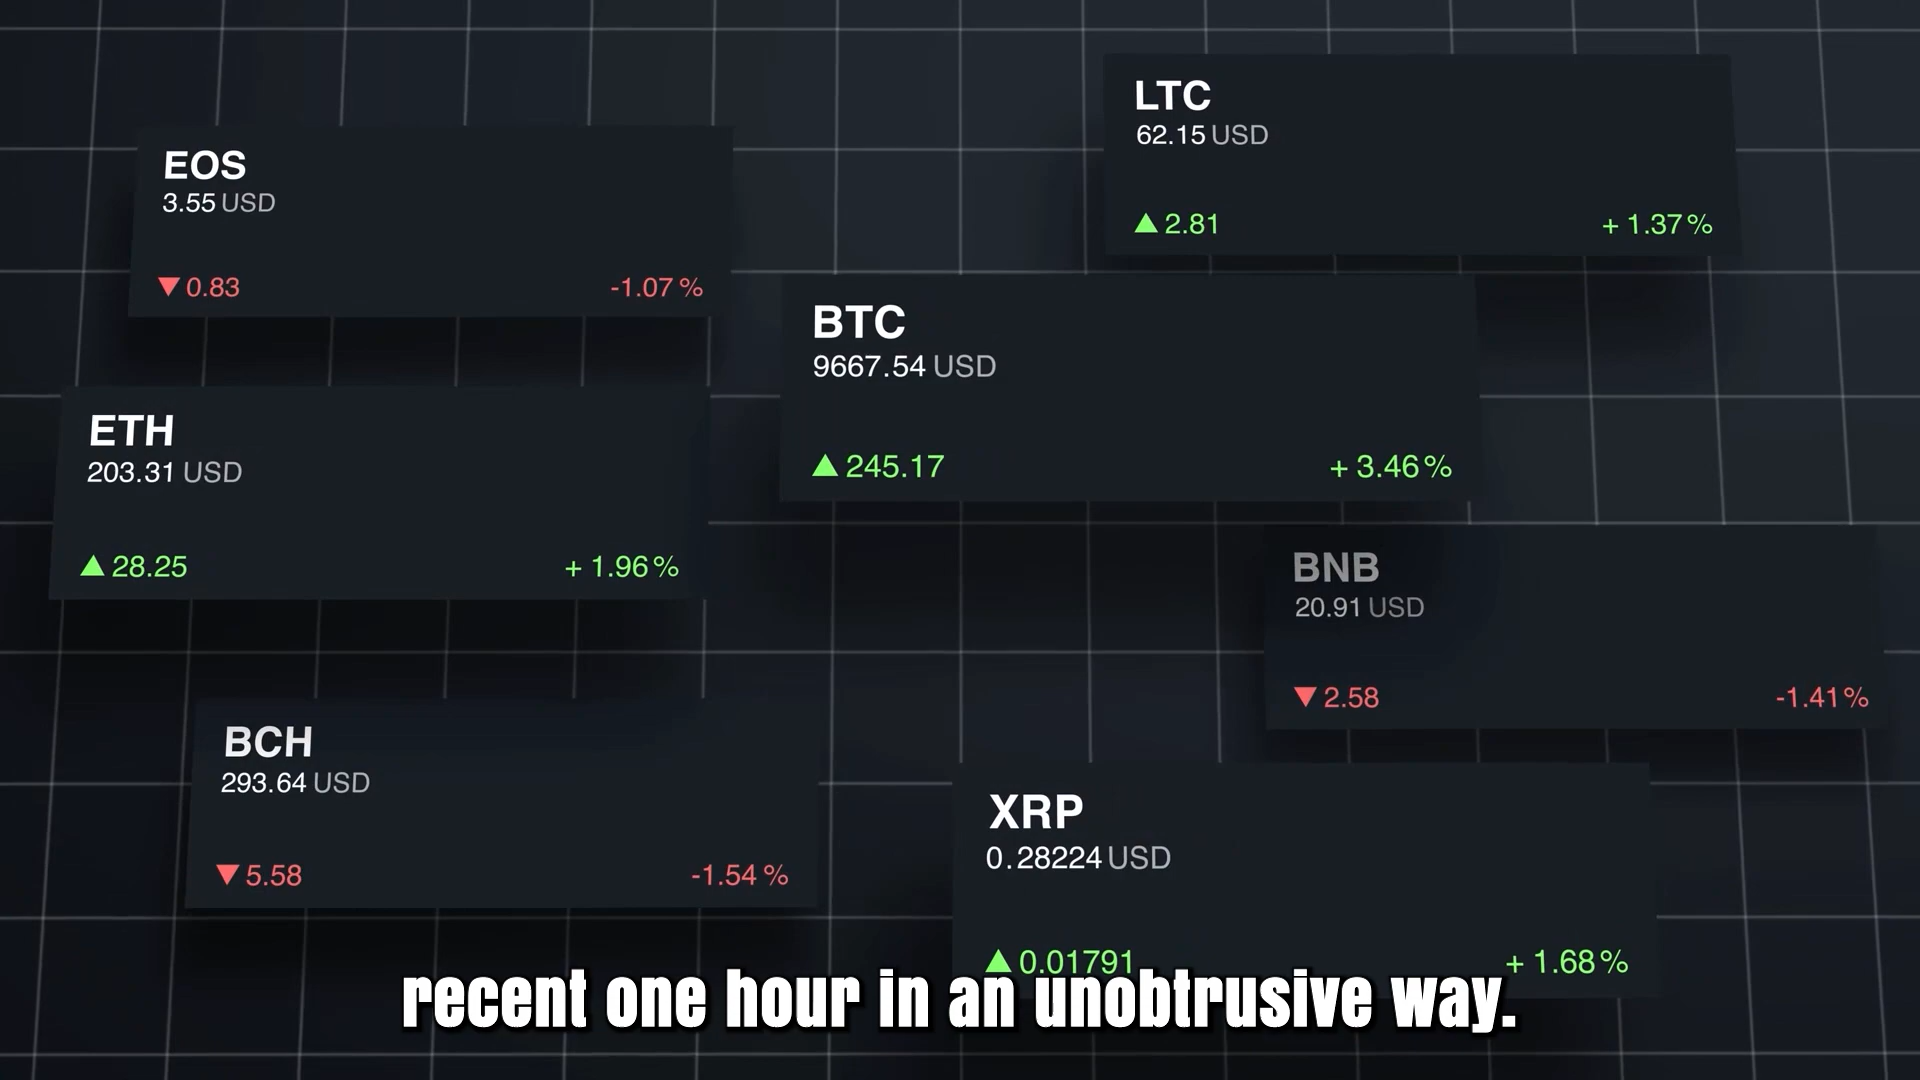 LTC
62.15 USD
▲ 2.81 + 1.37 %
EOS
3.55 USD
▼ 0.83 -1.07 %
BTC
9667.54 USD
▲ 245.17 + 3.46 %
ETH
203.31 USD
▲ 28.25 + 1.96 %
BNB
20.91 USD
▼ 2.58 -1.41 %
BCH
293.64 USD
▼ 5.58 -1.54 %
XRP
0.28224 USD
▲ 0.01791 + 1.68 %
recent one hour in an unobtrusive way.